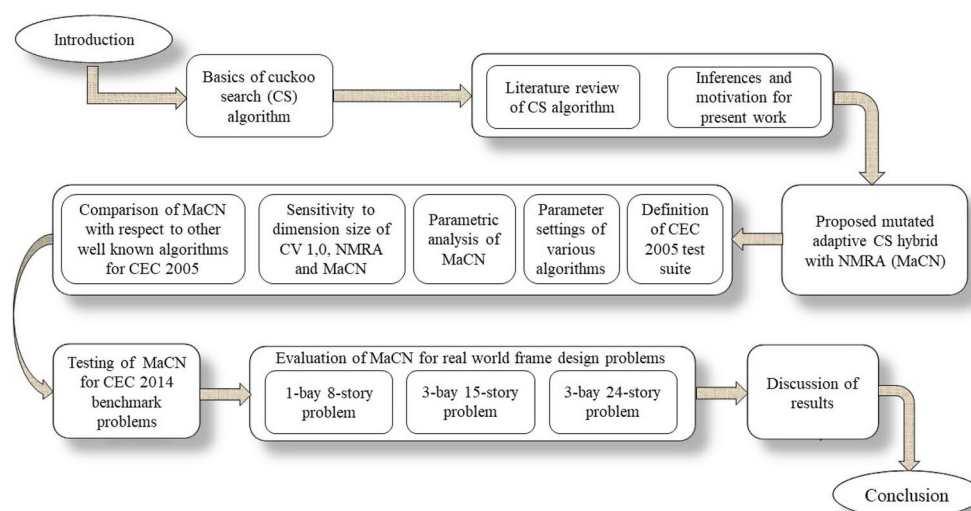 Introduction
Basics of cuckoo
search (CS)
algorithm
Literature review
of CS algorithm
Inferences and
motivation for
present work
Proposed mutated
adaptive CS hybrid
with NMRA (MaCN)
Definition of CEC
2005 test
suite
Parameter
settings of
various
algorithms
Parametric
analysis of
MaCN
Sensitivity to
dimension size of
CV 1,0, NMRA
and MaCN
Comparison of MaCN
with respect to other
well known algorithms
for CEC 2005
Testing of MaCN
for CEC 2014
benchmark
problems
Evaluation of MaCN for real world frame design problems
1-bay 8-story
problem
3-bay 15-story
problem
3-bay 24-story
problem
Discussion of
results
Conclusion